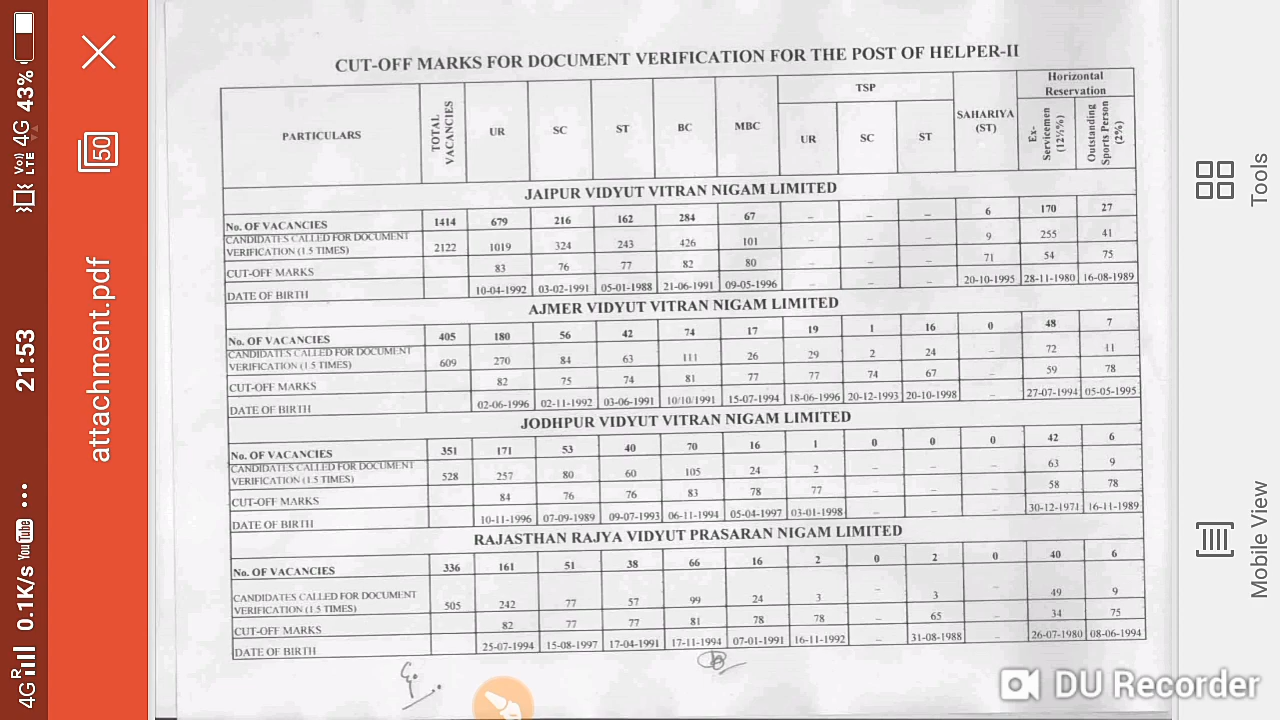 CUT-OFF MARKS FOR DOCUMENT VERIFICATION FOR THE POST OF HELPER-II
PARTICULARS TOTAL VACANCIES UR SC ST BC MBC TSP UR SC ST SAHARIYA (ST) Horizontal Reservation Ex-Servicemen (12½%) Outstanding Sports Person (2%)
JAIPUR VIDYUT VITRAN NIGAM LIMITED
No. OF VACANCIES 1414 679 216 162 284 67 – – – 6 170 27
CANDIDATES CALLED FOR DOCUMENT VERIFICATION (1.5 TIMES) 2122 1019 324 243 426 101 – – – 9 255 41
CUT-OFF MARKS 83 76 77 82 80 – – – 71 54 75
DATE OF BIRTH 10-04-1992 03-02-1991 05-01-1988 21-06-1991 09-05-1996 – – – 20-10-1995 28-11-1980 16-08-1989
AJMER VIDYUT VITRAN NIGAM LIMITED
No. OF VACANCIES 405 180 56 42 74 17 19 1 16 0 48 7
CANDIDATES CALLED FOR DOCUMENT VERIFICATION (1.5 TIMES) 609 270 84 63 111 26 29 2 24 – 72 11
CUT-OFF MARKS 82 75 74 81 77 77 74 67 – 59 78
DATE OF BIRTH 02-06-1996 02-11-1992 03-06-1991 10/10/1991 15-07-1994 18-06-1996 20-12-1993 20-10-1998 – 27-07-1994 05-05-1995
JODHPUR VIDYUT VITRAN NIGAM LIMITED
No. OF VACANCIES 351 171 53 40 70 16 1 0 0 0 42 6
CANDIDATES CALLED FOR DOCUMENT VERIFICATION (1.5 TIMES) 528 257 80 60 105 24 2 – – – 63 9
CUT-OFF MARKS 84 76 76 83 78 77 – – – 58 78
DATE OF BIRTH 10-11-1996 07-09-1989 09-07-1993 06-11-1994 05-04-1997 03-01-1998 – – – 30-12-1971 16-11-1989
RAJASTHAN RAJYA VIDYUT PRASARAN NIGAM LIMITED
No. OF VACANCIES 336 161 51 38 66 16 2 0 2 0 40 6
CANDIDATES CALLED FOR DOCUMENT VERIFICATION (1.5 TIMES) 505 242 77 57 99 24 3 – 3 – 49 9
CUT-OFF MARKS 82 77 77 81 78 78 – 65 – 34 75
DATE OF BIRTH 25-07-1994 15-08-1997 17-04-1991 17-11-1994 07-01-1991 16-11-1992 – 31-08-1988 – 26-07-1980 08-06-1994
4G R 0.1K/s YouTube ... 21:53 VoLTE 4G 43%
attachment.pdf 50
Tools
Mobile View
DU Recorder